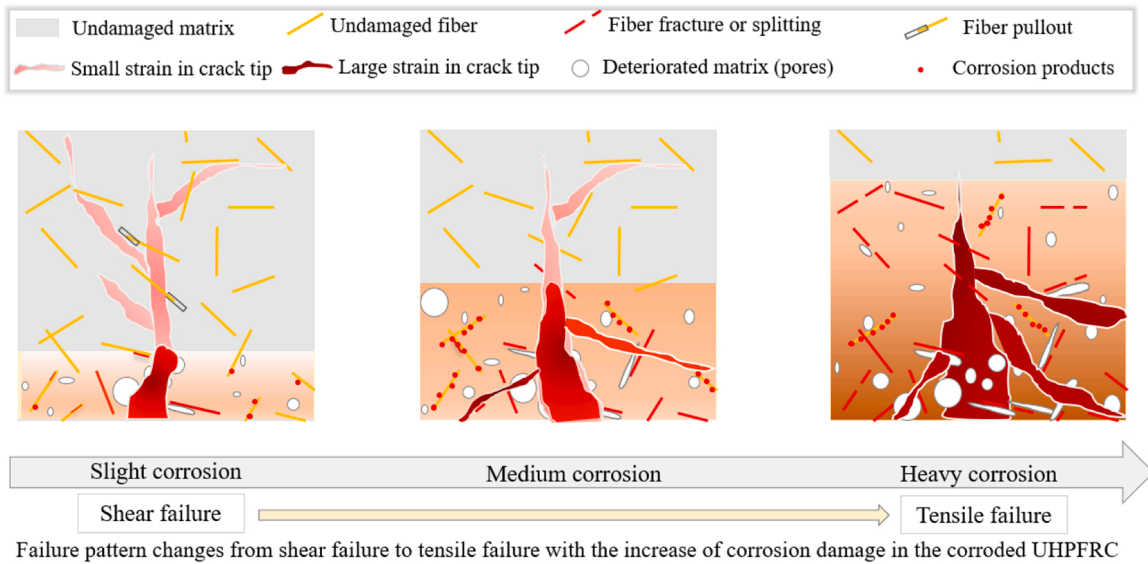 Undamaged matrix Undamaged fiber Fiber fracture or splitting Fiber pullout
Small strain in crack tip Large strain in crack tip Deteriorated matrix (pores) Corrosion products
Slight corrosion Medium corrosion Heavy corrosion
Shear failure Tensile failure
Failure pattern changes from shear failure to tensile failure with the increase of corrosion damage in the corroded UHPFRC